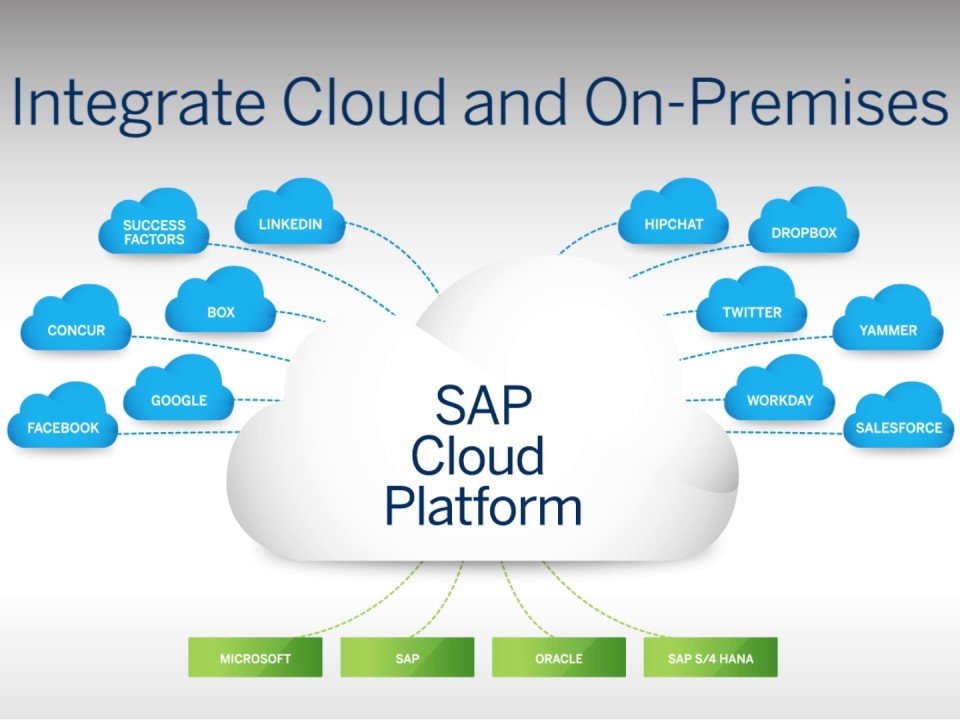 Integrate Cloud and On-Premises
SUCCESS
FACTORS
LINKEDIN
HIPCHAT
DROPBOX
CONCUR
BOX
TWITTER
YAMMER
FACEBOOK
GOOGLE
WORKDAY
SALESFORCE
SAP
Cloud
Platform
MICROSOFT
SAP
ORACLE
SAP S/4 HANA